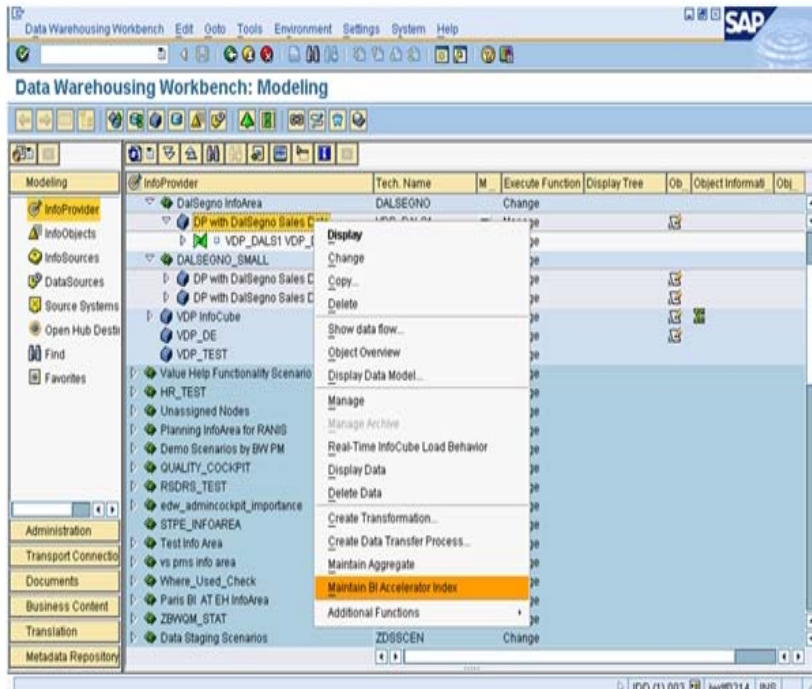 Data Warehousing Workbench Edit Goto Tools Environment Settings System Help
SAP
Data Warehousing Workbench: Modeling
Modeling
InfoProvider
InfoObjects
InfoSources
DataSources
Source Systems
Open Hub Desti
Find
Favorites
Administration
Transport Connectio
Documents
Business Content
Translation
Metadata Repository
InfoProvider Tech. Name M Execute Function Display Tree Ob Object Informati Obj
DalSegno InfoArea DALSEGNO Change
DP with DalSegno Sales D
VDP_DALS1 VDP_D
DALSEGNO_SMALL
DP with DalSegno Sales D
DP with DalSegno Sales D
VDP InfoCube
VDP_DE
VDP_TEST
Value Help Functionality Scenario
HR_TEST
Unassigned Nodes
Planning InfoArea for RANIS
Demo Scenarios by BW PM
QUALITY_COCKPIT
RSDRS_TEST
edw_admincockpit_importance
STPE_INFOAREA
Test Info Area
vs pms info area
Where_Used_Check
Paris BI AT EH InfoArea
ZBWQM_STAT
Data Staging Scenarios ZDSSCEN Change
Display
Change
Copy...
Delete
Show data flow...
Object Overview
Display Data Model...
Manage
Manage Archive
Real-Time InfoCube Load Behavior
Display Data
Delete Data
Create Transformation...
Create Data Transfer Process...
Maintain Aggregate
Maintain BI Accelerator Index
Additional Functions
INS